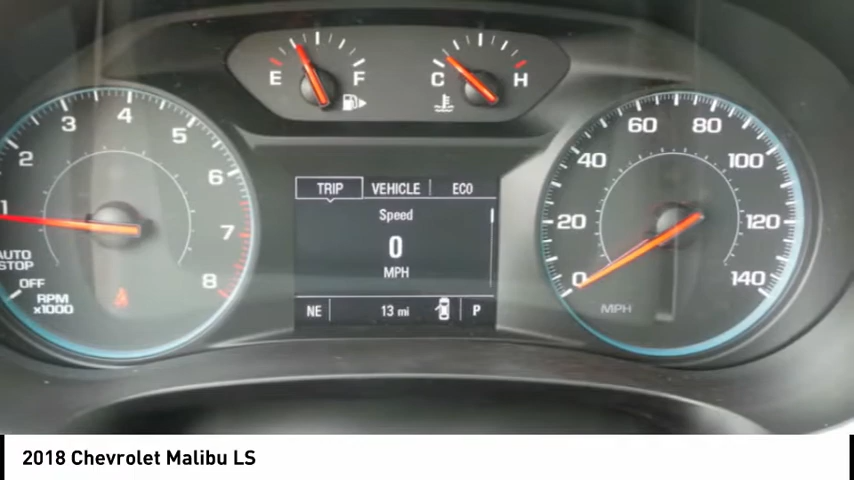 E F
C H
1 2 3 4 5 6 7 8
AUTO STOP
OFF
RPM x1000
TRIP VEHICLE ECO
Speed
0
MPH
NE 13 mi P
0 20 40 60 80 100 120 140
MPH
2018 Chevrolet Malibu LS